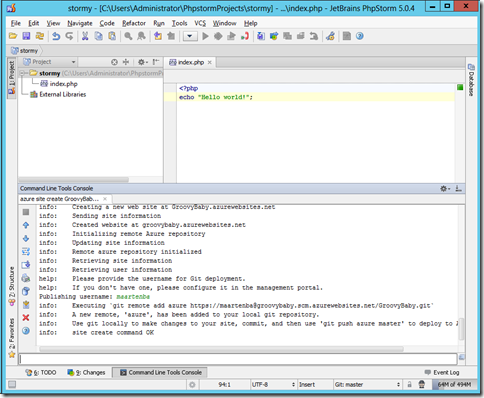 stormy - [C:\Users\Administrator\PhpstormProjects\stormy] - ...\index.php - JetBrains PhpStorm 5.0.4
File Edit View Navigate Code Refactor Run Tools VCS Window Help
stormy
1: Project
Project
index.php
stormy (C:\Users\Administrator\PhpstormP
index.php
External Libraries
<?php
echo "Hello world!";
Database
Command Line Tools Console
azure site create GroovyBab...
info: Creating a new web site at GroovyBaby.azurewebsites.net
info: Sending site information
info: Created website at groovybaby.azurewebsites.net
info: Initializing remote Azure repository
info: Updating site information
info: Remote azure repository initialized
info: Retrieving site information
info: Retrieving user information
help: Please provide the username for Git deployment.
help: If you don't have one, please configure it in the management portal.
Publishing username: maartenba
info: Executing `git remote add azure https://maartenba@groovybaby.scm.azurewebsites.net/GroovyBaby.git`
info: A new remote, 'azure', has been added to your local git repository.
info: Use git locally to make changes to your site, commit, and then use 'git push azure master' to deploy to A
info: site create command OK
7: Structure
2: Favorites
6: TODO
9: Changes
Command Line Tools Console
Event Log
94:1
UTF-8
Insert
Git: master
64M of 494M